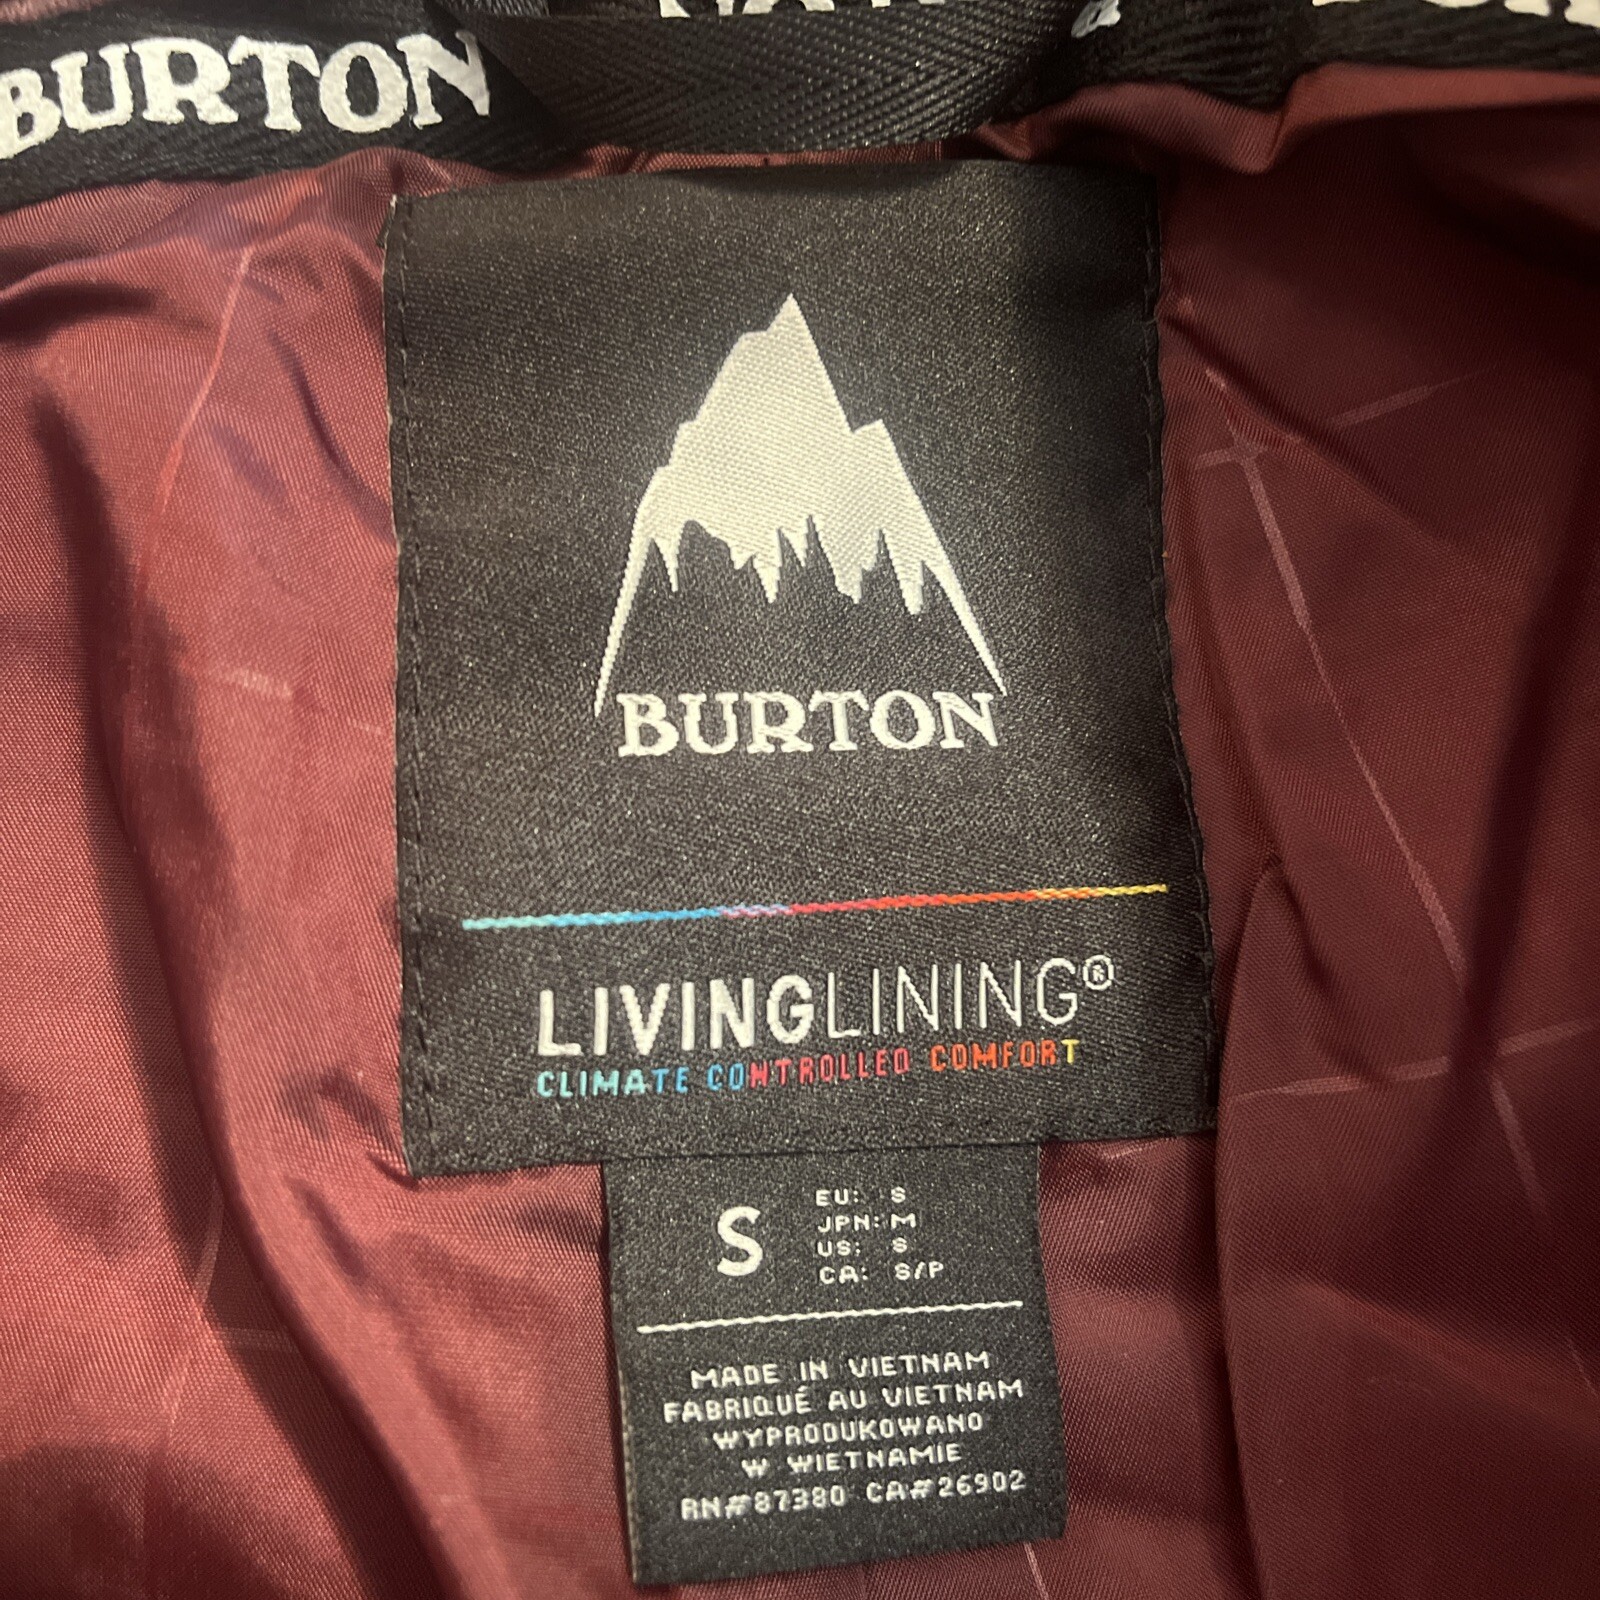 BURTON
BURTON
LIVINGLINING®
CLIMATE CONTROLLED COMFORT
S
EU: S
JPN: M
US: S
CA: S/P
MADE IN VIETNAM
FABRIQUÉ AU VIETNAM
WYPRODUKOWANO
W WIETNAMIE
RN#87380 CA#26902